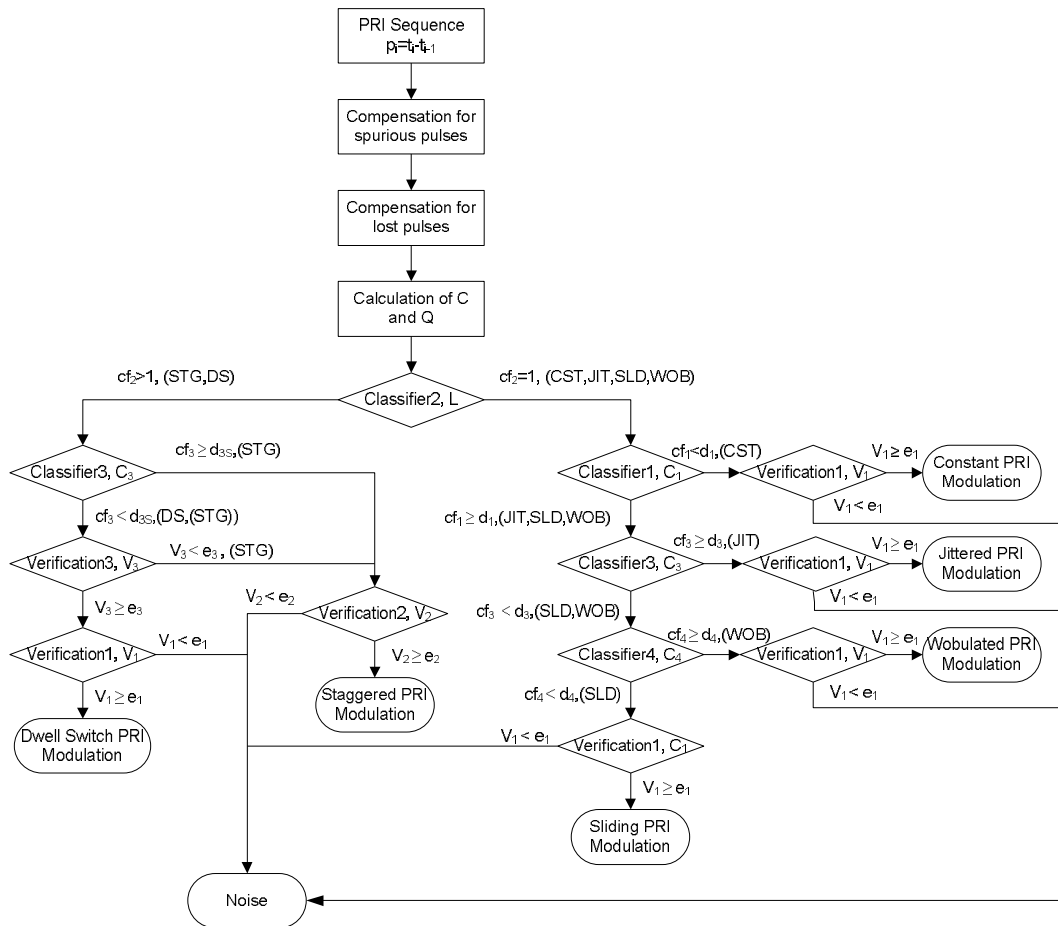 PRI Sequence
pᵢ=tᵢ-tᵢ₋₁
Compensation for
spurious pulses
Compensation for
lost pulses
Calculation of C
and Q
cf₂>1, (STG,DS)
cf₂=1, (CST,JIT,SLD,WOB)
Classifier2, L
cf₃ ≥ d₃S,(STG)
Classifier3, C₃
cf₃ < d₃S,(DS,(STG))
V₃ < e₃ , (STG)
Verification3, V₃
V₃ ≥ e₃
V₂ < e₂
Verification2, V₂
V₁ < e₁
Verification1, V₁
V₂ ≥ e₂
V₁ ≥ e₁
Staggered PRI
Modulation
Dwell Switch PRI
Modulation
cf₁<d₁,(CST)
V₁ ≥ e₁
Classifier1, C₁
Verification1, V₁
Constant PRI
Modulation
V₁ < e₁
cf₁ ≥ d₁,(JIT,SLD,WOB)
cf₃ ≥ d₃,(JIT)
V₁ ≥ e₁
Classifier3, C₃
Verification1, V₁
Jittered PRI
Modulation
V₁ < e₁
cf₃ < d₃,(SLD,WOB)
cf₄ ≥ d₄,(WOB)
V₁ ≥ e₁
Classifier4, C₄
Verification1, V₁
Wobulated PRI
Modulation
V₁ < e₁
cf₄ < d₄,(SLD)
V₁ < e₁
Verification1, C₁
V₁ ≥ e₁
Sliding PRI
Modulation
Noise